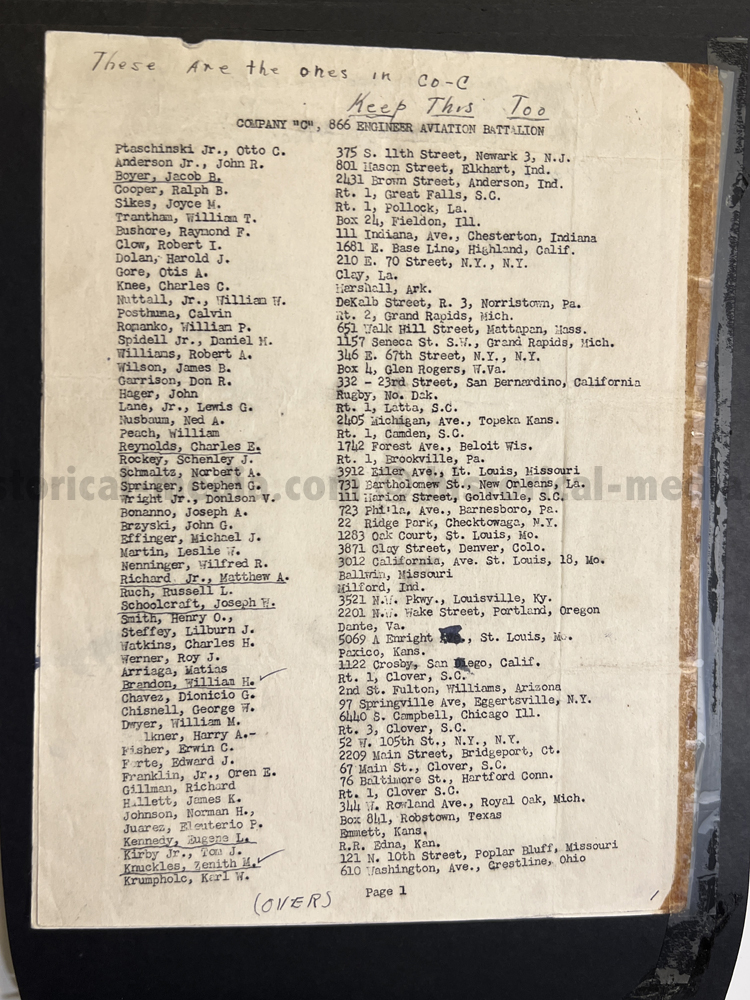 These Are the ones in Co-C
Keep This Too
COMPANY "C", 866 ENGINEER AVIATION BATTALION
Ptaschinski Jr., Otto C. 375 S. 11th Street, Newark 3, N.J.
Anderson Jr., John R. 801 Mason Street, Elkhart, Ind.
Boyer, Jacob B. 2431 Brown Street, Anderson, Ind.
Cooper, Ralph B. Rt. 1, Great Falls, S.C.
Sikes, Joyce M. Rt. 1, Pollock, La.
Trantham, William T. Box 24, Fieldon, Ill.
Bushore, Raymond F. 111 Indiana, Ave., Chesterton, Indiana
Clow, Robert I. 1681 E. Base Line, Highland, Calif.
Dolan, Harold J. 210 E. 70 Street, N.Y., N.Y.
Gore, Otis A. Clay, La.
Knee, Charles C. Marshall, Ark.
Nuttall, Jr., William W. DeKalb Street, R. 3, Norristown, Pa.
Posthuma, Calvin Rt. 2, Grand Rapids, Mich.
Romanko, William P. 651 Walk Hill Street, Mattapan, Mass.
Spidell Jr., Daniel M. 1157 Seneca St. S.W., Grand Rapids, Mich.
Williams, Robert A. 346 E. 67th Street, N.Y., N.Y.
Wilson, James B. Box 4, Glen Rogers, W.Va.
Garrison, Don R. 332 - 23rd Street, San Bernardino, California
Hager, John Rugby, No. Dak.
Lane, Jr., Lewis G. Rt. 1, Latta, S.C.
Nusbaum, Ned A. 2405 Michigan, Ave., Topeka Kans.
Peach, William Rt. 1, Camden, S.C.
Reynolds, Charles E. 1742 Forest Ave., Beloit Wis.
Rockey, Schenley J. Rt. 1, Brookville, Pa.
Schmaltz, Norbert A. 3912 Eiler Ave., Lt. Louis, Missouri
Springer, Stephen G. 731 Bartholomew St., New Orleans, La.
Wright Jr., Donlson V. 111 Marion Street, Goldville, S.C.
Bonanno, Joseph A. 723 Phila, Ave., Barnesboro, Pa.
Brzyski, John G. 22 Ridge Park, Checktowaga, N.Y.
Effinger, Michael J. 1283 Oak Court, St. Louis, Mo.
Martin, Leslie W. 3871 Clay Street, Denver, Colo.
Nenninger, Wilfred R. 3012 California, Ave. St. Louis, 18, Mo.
Richard Jr., Matthew A. Ballwin, Missouri
Ruch, Russell L. Milford, Ind.
Schoolcraft, Joseph W. 3521 N.W. Pkwy., Louisville, Ky.
Smith, Henry O., 2201 N.W. Wake Street, Portland, Oregon
Steffey, Lilburn J. Dante, Va.
Watkins, Charles H. 5069 A Enright , St. Louis, Mo.
Werner, Roy J. Paxico, Kans.
Arriaga, Matias 1122 Crosby, San Diego, Calif.
Brandon, William H. ✓ Rt. 1, Clover, S.C.
Chavez, Dionicio G. 2nd St. Fulton, Williams, Arizona
Chisnell, George W. 97 Springville Ave, Eggertsville, N.Y.
Dwyer, William M. 6440 S. Campbell, Chicago Ill.
lkner, Harry A.- Rt. 3, Clover, S.C.
Fisher, Erwin C. 52 W. 105th St., N.Y., N.Y.
Forte, Edward J. 2209 Main Street, Bridgeport, Ct.
Franklin, Jr., Oren E. 67 Main St., Clover, S.C.
Gillman, Richard 76 Baltimore St., Hartford Conn.
Hallett, James K. Rt. 1, Clover S.C.
Johnson, Norman H., 344 W. Rowland Ave., Royal Oak, Mich.
Juarez, Eleuterio P. Box 841, Robstown, Texas
Kennedy, Eugene L. Emmett, Kans.
Kirby Jr., Tom J. R.R. Edna, Kan.
Knuckles, Zenith M. ✓ 121 N. 10th Street, Poplar Bluff, Missouri
Krumpholc, Karl W. 610 Washington, Ave., Crestline, Ohio
(OVER) Page 1 1